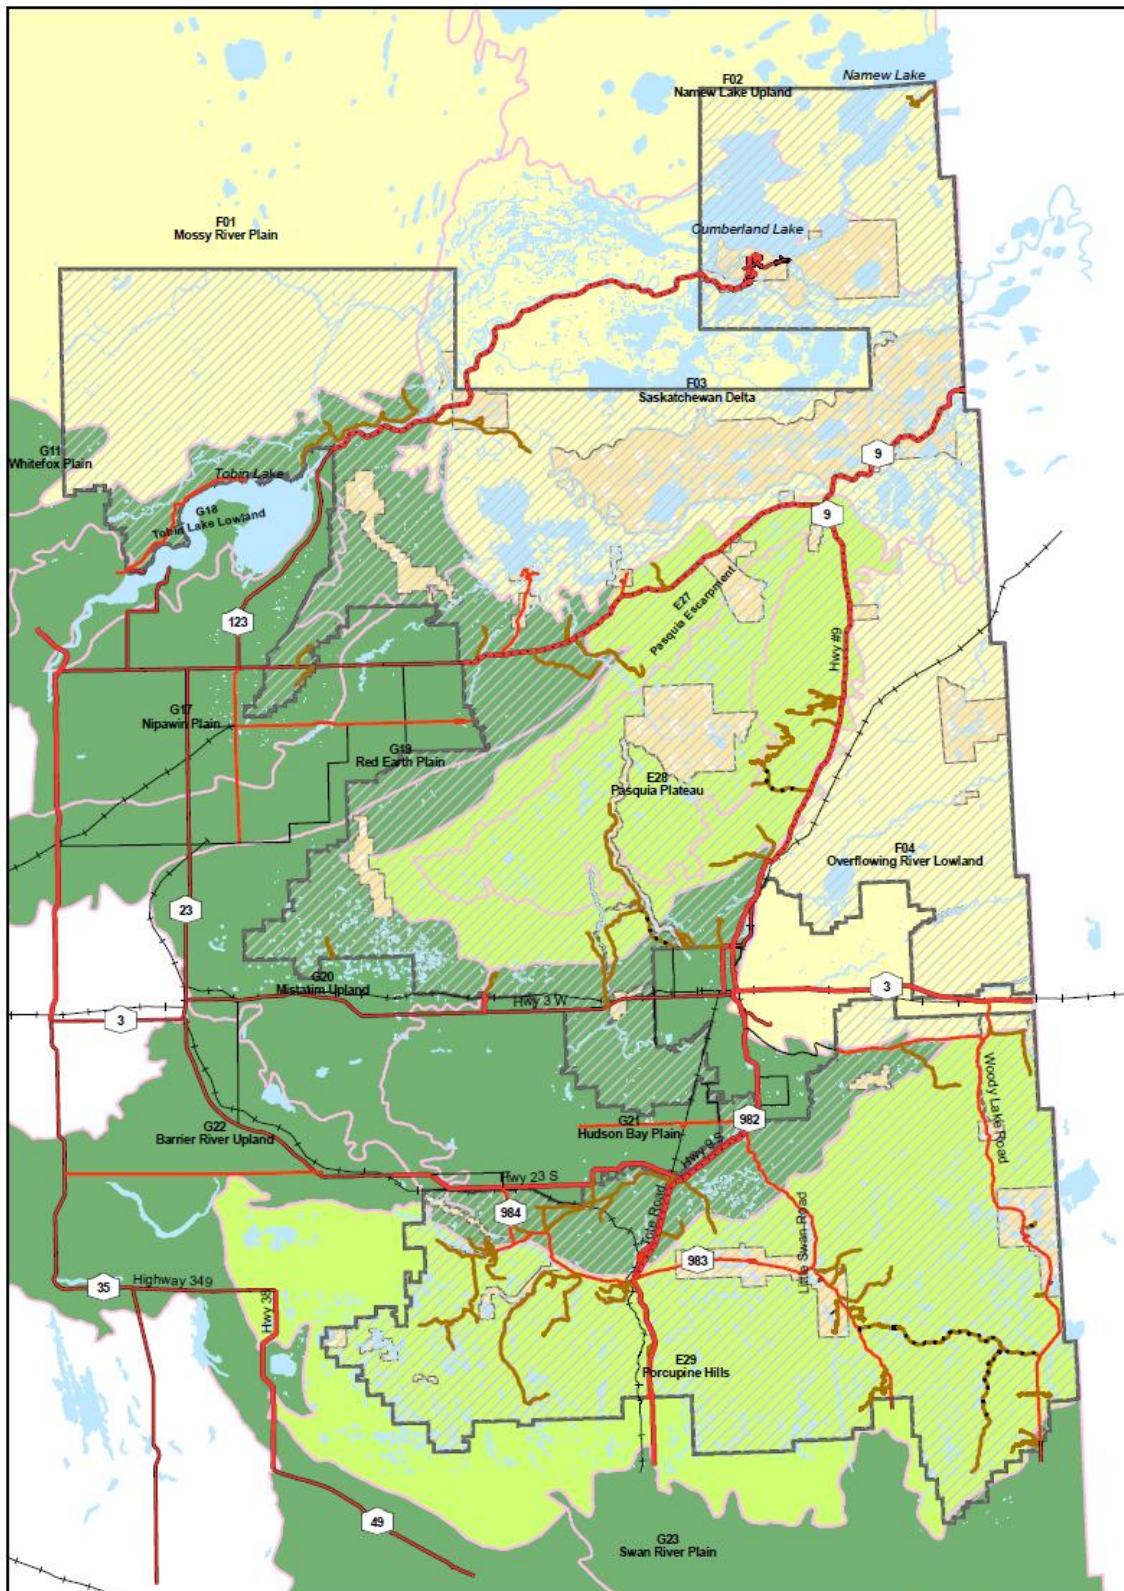 Namew Lake
F02
Namew Lake Upland
F01
Mossy River Plain
Cumberland Lake
F03
Saskatchewan Delta
G11
Whitefox Plain
9
Tobin Lake
G18
Tobin Lake Lowland
9
E27
Pasquia Escarpment
123
Hwy #9
G17
Nipawin Plain
G19
Red Earth Plain
E28
Pasquia Plateau
F04
Overflowing River Lowland
23
G20
Mistatim Upland
Hwy 3 W
3
3
Woody Lake Road
G22
Barrier River Upland
G21
Hudson Bay Plain
982
Hwy 9 S
Hwy 23 S
984
Tote Road
Little Swan Road
983
35
Highway 349
Hwy 38
E29
Porcupine Hills
49
G23
Swan River Plain